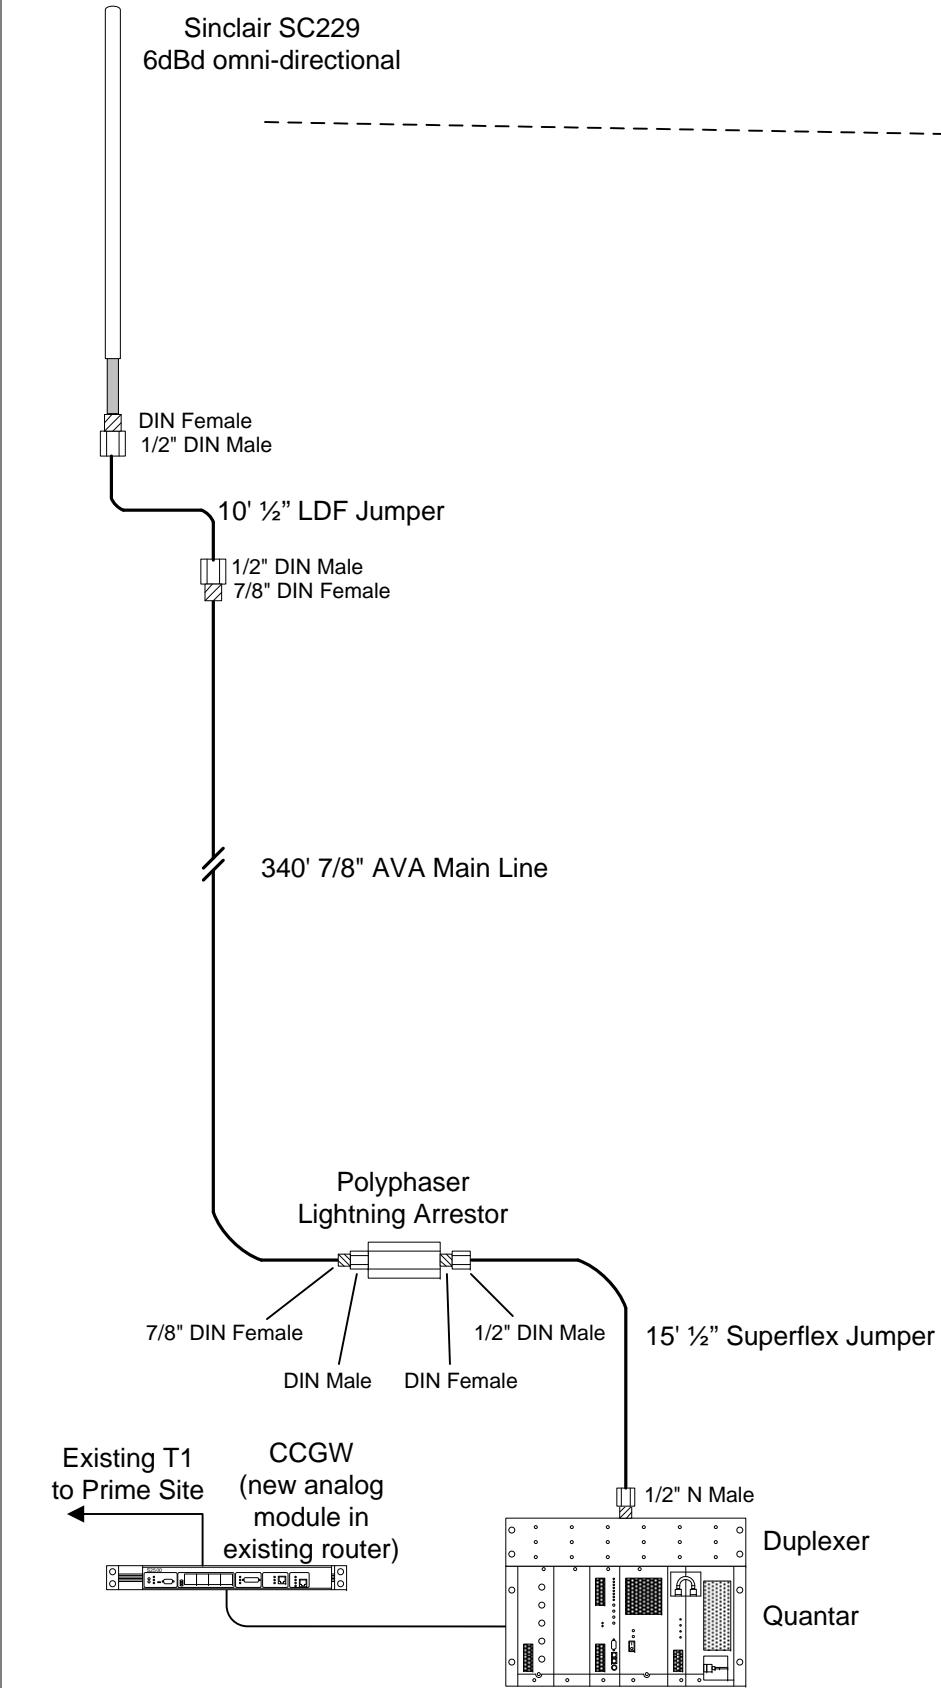 Sinclair SC229
6dBd omni-directional
DIN Female
1/2" DIN Male
10' ½” LDF Jumper
1/2" DIN Male
7/8" DIN Female
340' 7/8" AVA Main Line
Polyphaser
Lightning Arrestor
7/8" DIN Female
1/2" DIN Male
DIN Male
DIN Female
15' ½” Superflex Jumper
Existing T1
to Prime Site
CCGW
(new analog
module in
existing router)
1/2" N Male
Duplexer
Quantar